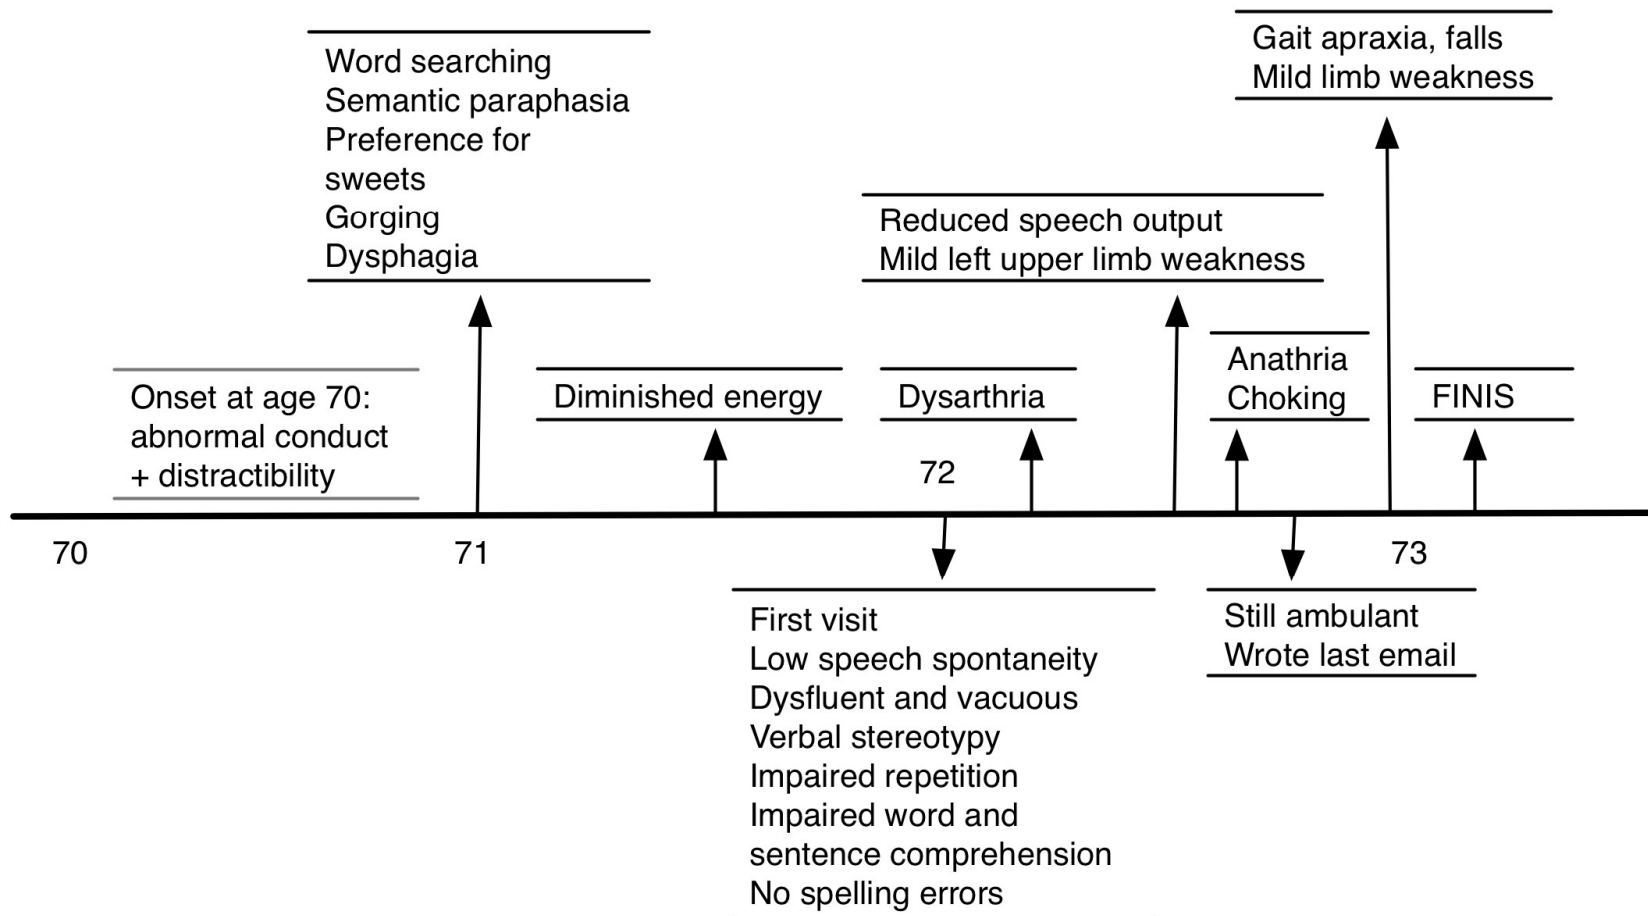 Gait apraxia, falls
Mild limb weakness
Word searching
Semantic paraphasia
Preference for
sweets
Gorging
Dysphagia
Reduced speech output
Mild left upper limb weakness
Onset at age 70:
abnormal conduct
+ distractibility
Diminished energy
Dysarthria
Anathria
Choking
FINIS
72
70
71
73
First visit
Low speech spontaneity
Dysfluent and vacuous
Verbal stereotypy
Impaired repetition
Impaired word and
sentence comprehension
No spelling errors
Still ambulant
Wrote last email